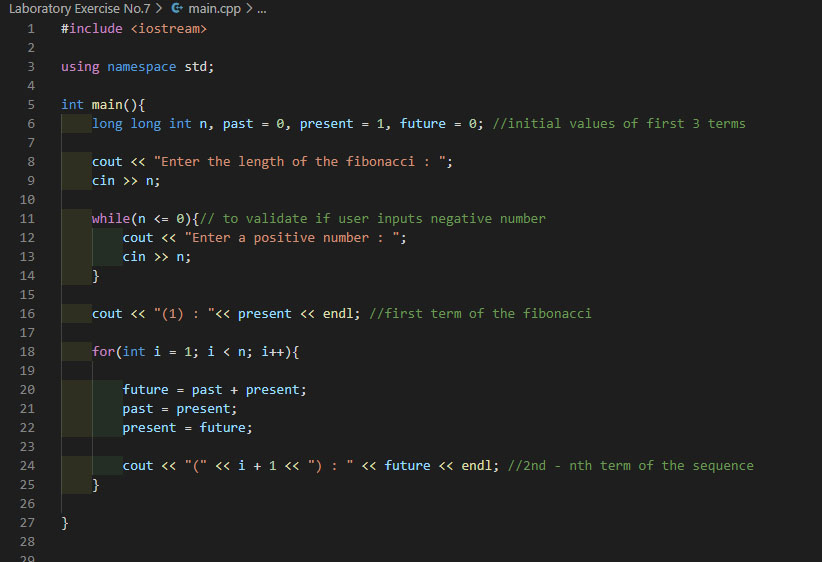 Laboratory Exercise No.7 > main.cpp > ...
1 #include <iostream>
2
3 using namespace std;
4
5 int main(){
6 long long int n, past = 0, present = 1, future = 0; //initial values of first 3 terms
7
8 cout << "Enter the length of the fibonacci : ";
9 cin >> n;
10
11 while(n <= 0){// to validate if user inputs negative number
12 cout << "Enter a positive number : ";
13 cin >> n;
14 }
15
16 cout << "(1) : "<< present << endl; //first term of the fibonacci
17
18 for(int i = 1; i < n; i++){
19
20 future = past + present;
21 past = present;
22 present = future;
23
24 cout << "(" << i + 1 << ") : " << future << endl; //2nd - nth term of the sequence
25 }
26
27 }
28
29